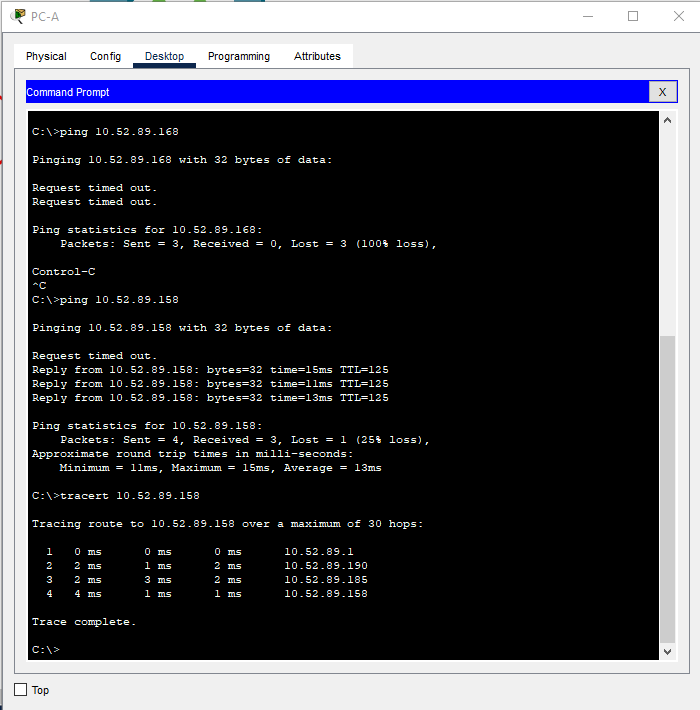 PC-A
Physical Config Desktop Programming Attributes
Command Prompt X
C:\>ping 10.52.89.168
Pinging 10.52.89.168 with 32 bytes of data:
Request timed out.
Request timed out.
Ping statistics for 10.52.89.168:
Packets: Sent = 3, Received = 0, Lost = 3 (100% loss),
Control-C
^C
C:\>ping 10.52.89.158
Pinging 10.52.89.158 with 32 bytes of data:
Request timed out.
Reply from 10.52.89.158: bytes=32 time=15ms TTL=125
Reply from 10.52.89.158: bytes=32 time=11ms TTL=125
Reply from 10.52.89.158: bytes=32 time=13ms TTL=125
Ping statistics for 10.52.89.158:
Packets: Sent = 4, Received = 3, Lost = 1 (25% loss),
Approximate round trip times in milli-seconds:
Minimum = 11ms, Maximum = 15ms, Average = 13ms
C:\>tracert 10.52.89.158
Tracing route to 10.52.89.158 over a maximum of 30 hops:
1 0 ms 0 ms 0 ms 10.52.89.1
2 2 ms 1 ms 2 ms 10.52.89.190
3 2 ms 3 ms 2 ms 10.52.89.185
4 4 ms 1 ms 1 ms 10.52.89.158
Trace complete.
C:\>
Top